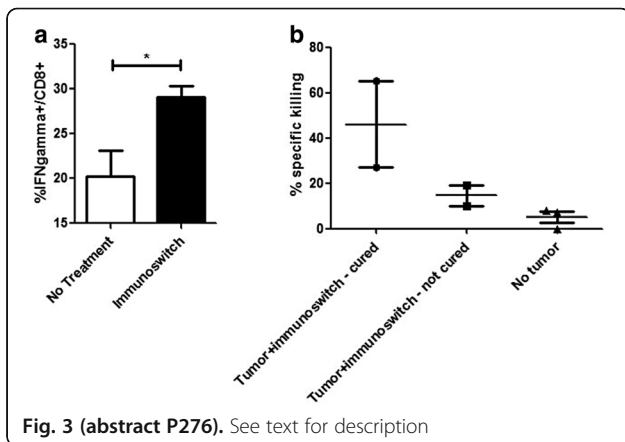 a
b
*
%IFNgamma+/CD8+
35
30
25
20
15
No Treatment
Immunoswitch
% specific killing
80
60
40
20
0
Tumor+immunoswitch - cured
Tumor+immunoswitch - not cured
No tumor
Fig. 3 (abstract P276). See text for description